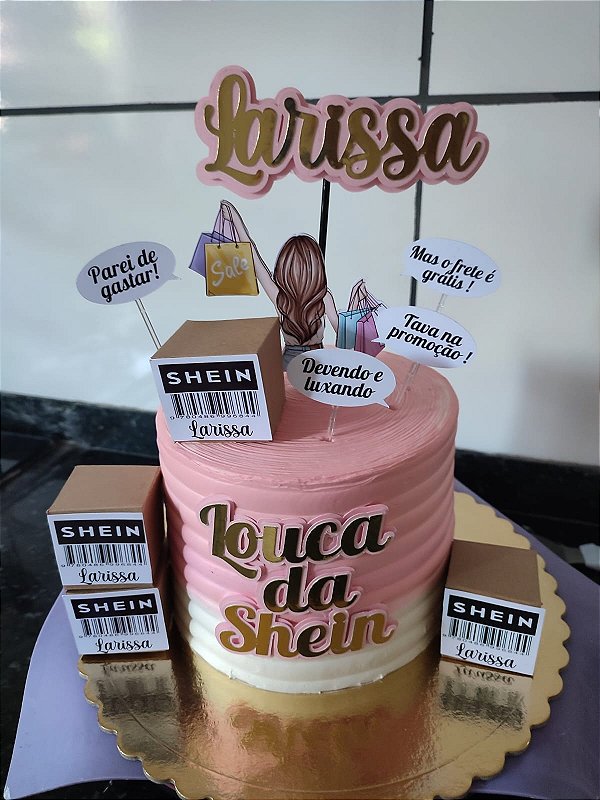 Larissa
Sale
Parei de
gastar!
Mas o frete é
grátis !
Tava na
promoção !
Devendo e
luxando
SHEIN
Larissa
Louca
da
Shein
SHEIN
Larissa
SHEIN
Larissa
SHEIN
Larissa